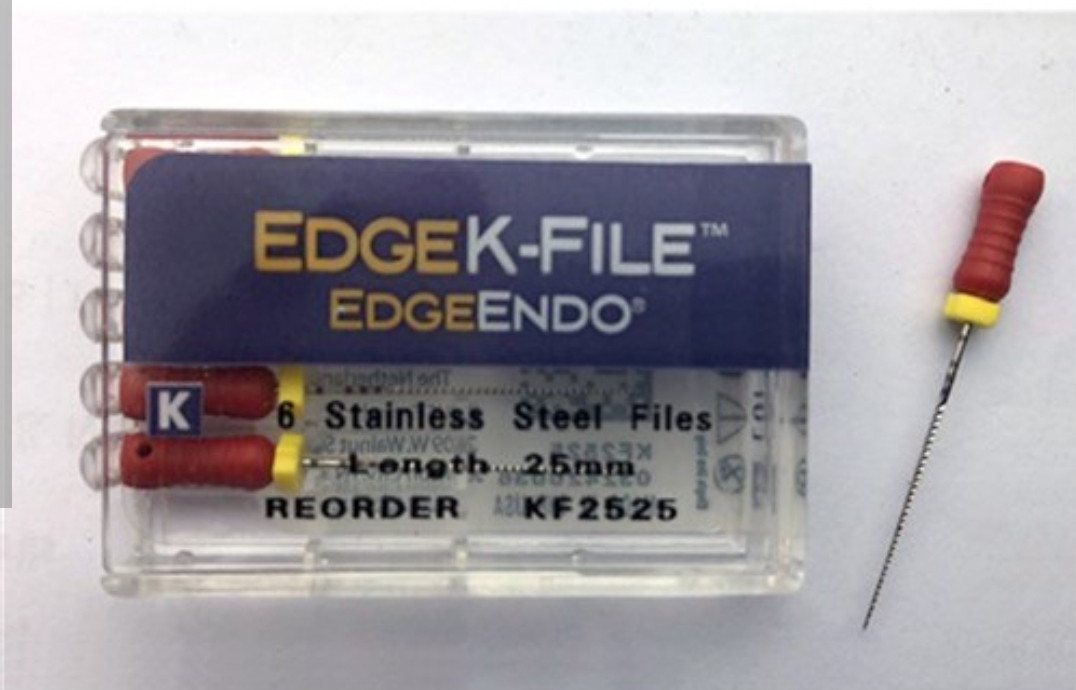 EDGEK-FILE™
EDGEENDO®
K
6 Stainless Steel Files
Length 25mm
REORDER KF2525